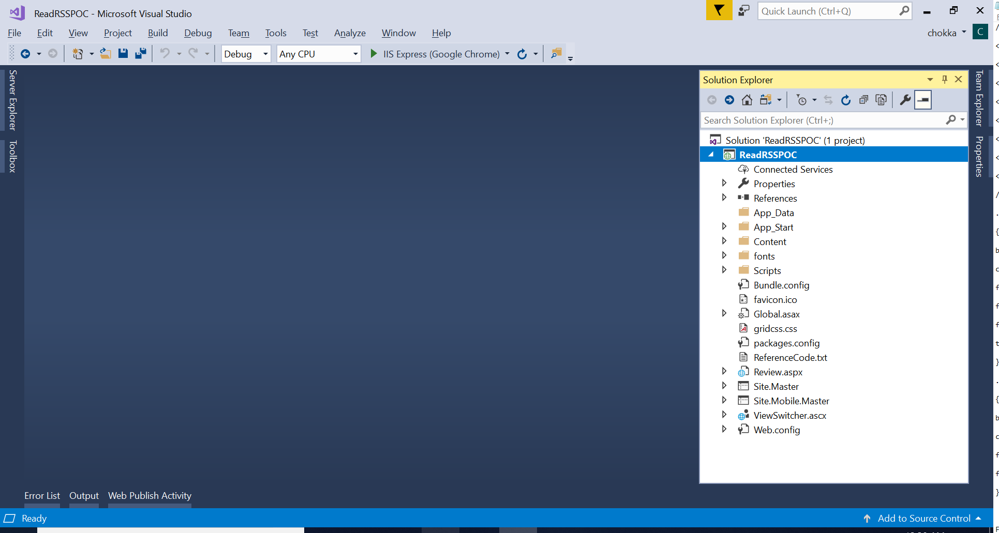 ReadRSSPOC - Microsoft Visual Studio
Quick Launch (Ctrl+Q)
File Edit View Project Build Debug Team Tools Test Analyze Window Help
chokka C
Debug Any CPU IIS Express (Google Chrome)
Server Explorer
Toolbox
Solution Explorer
Search Solution Explorer (Ctrl+;)
Solution 'ReadRSSPOC' (1 project)
ReadRSSPOC
Connected Services
Properties
References
App_Data
App_Start
Content
fonts
Scripts
Bundle.config
favicon.ico
Global.asax
gridcss.css
packages.config
ReferenceCode.txt
Review.aspx
Site.Master
Site.Mobile.Master
ViewSwitcher.ascx
Web.config
Team Explorer
Properties
Error List Output Web Publish Activity
Ready
Add to Source Control